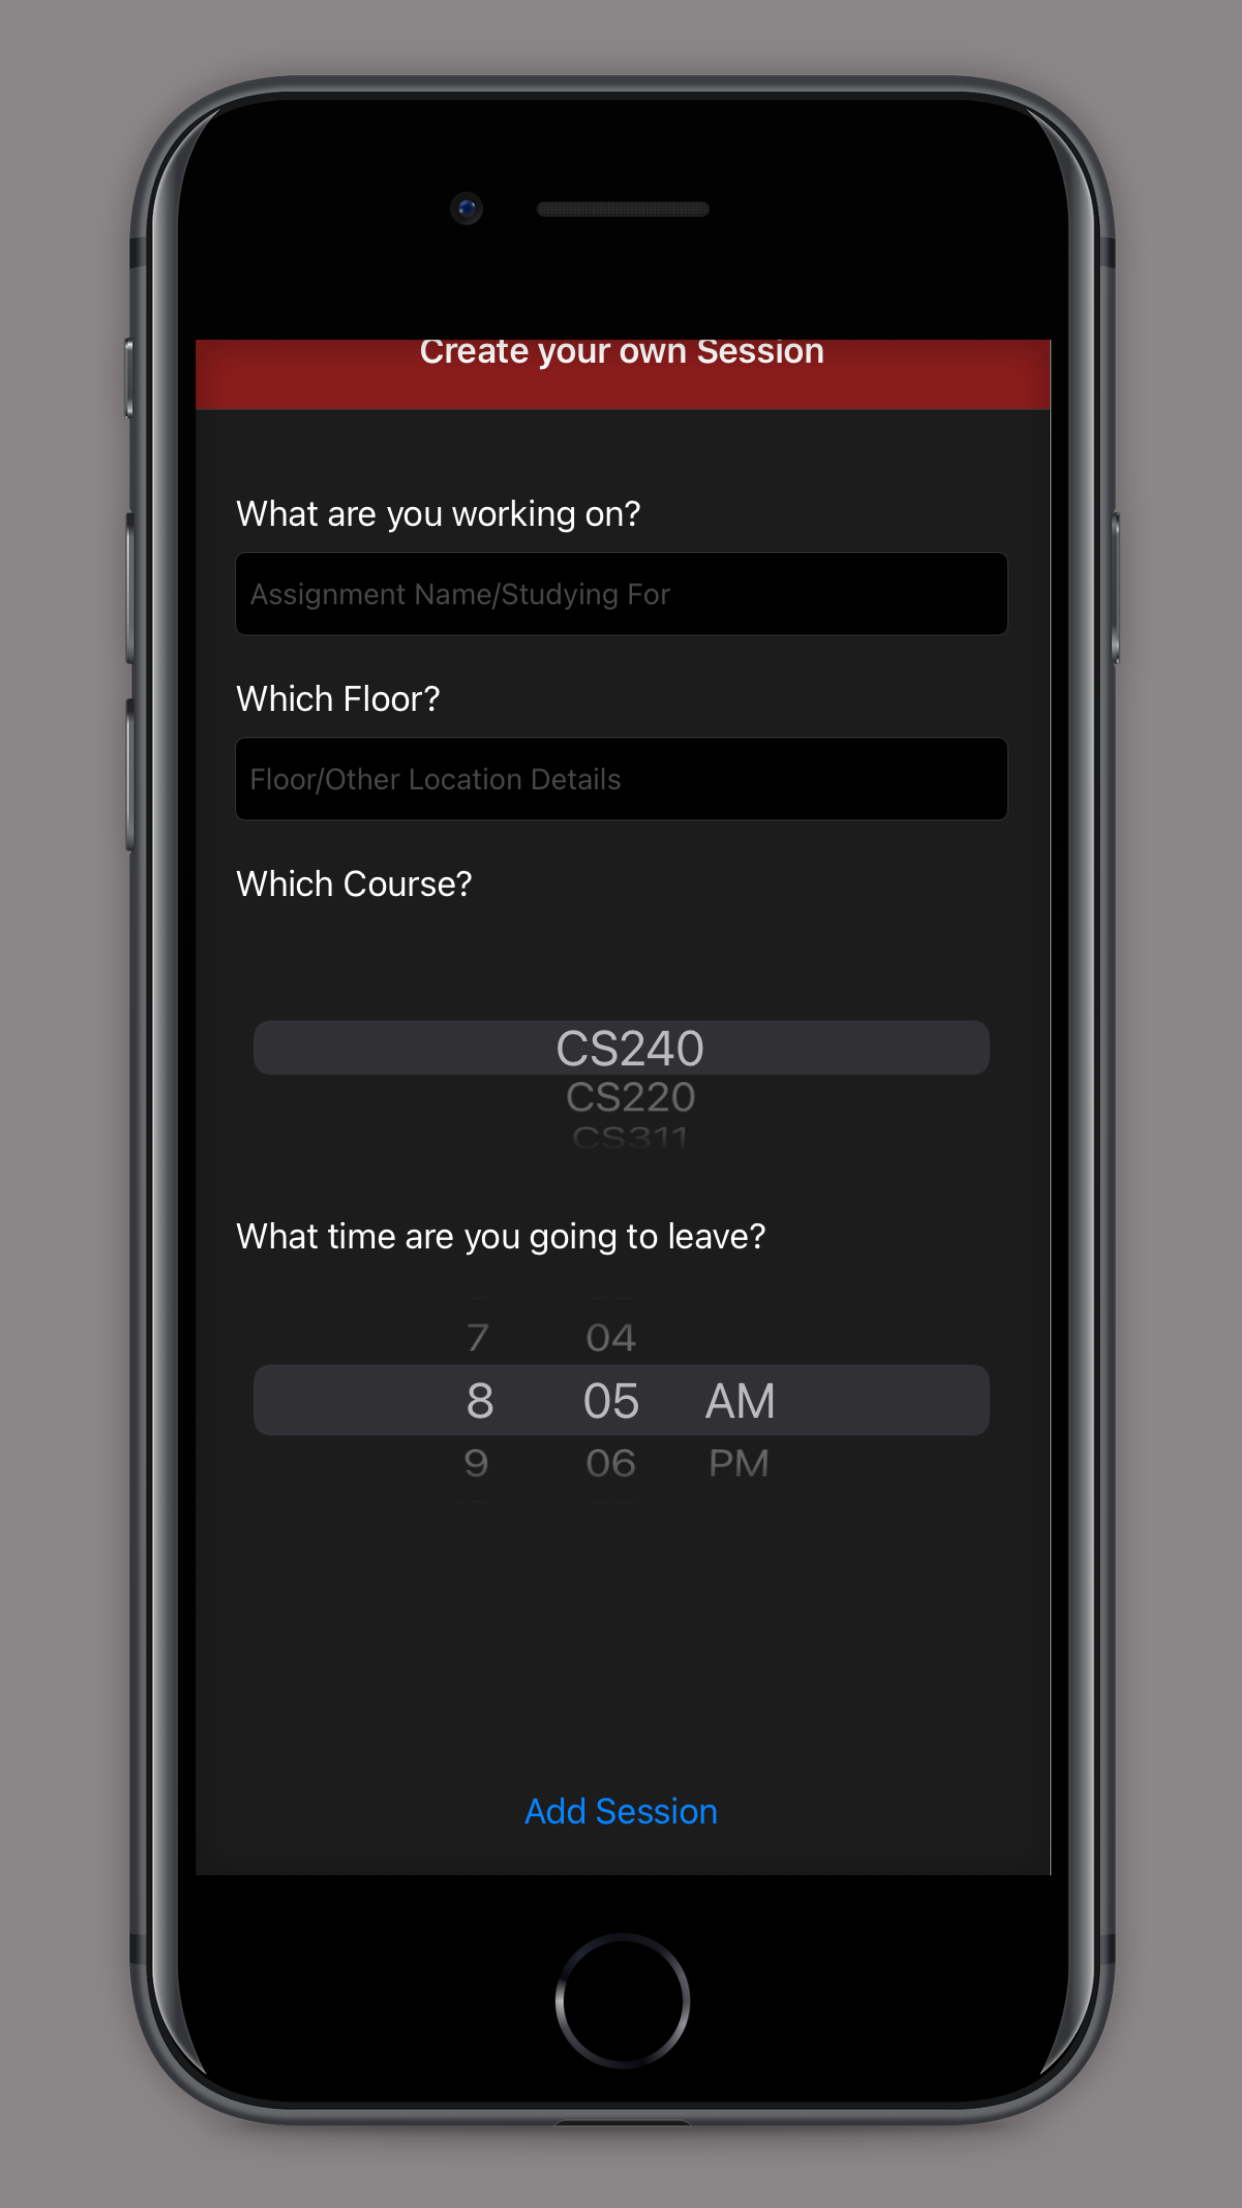 Create your own Session
What are you working on?
Assignment Name/Studying For
Which Floor?
Floor/Other Location Details
Which Course?
CS240
CS220
CS311
What time are you going to leave?
7 04
8 05 AM
9 06 PM
Add Session